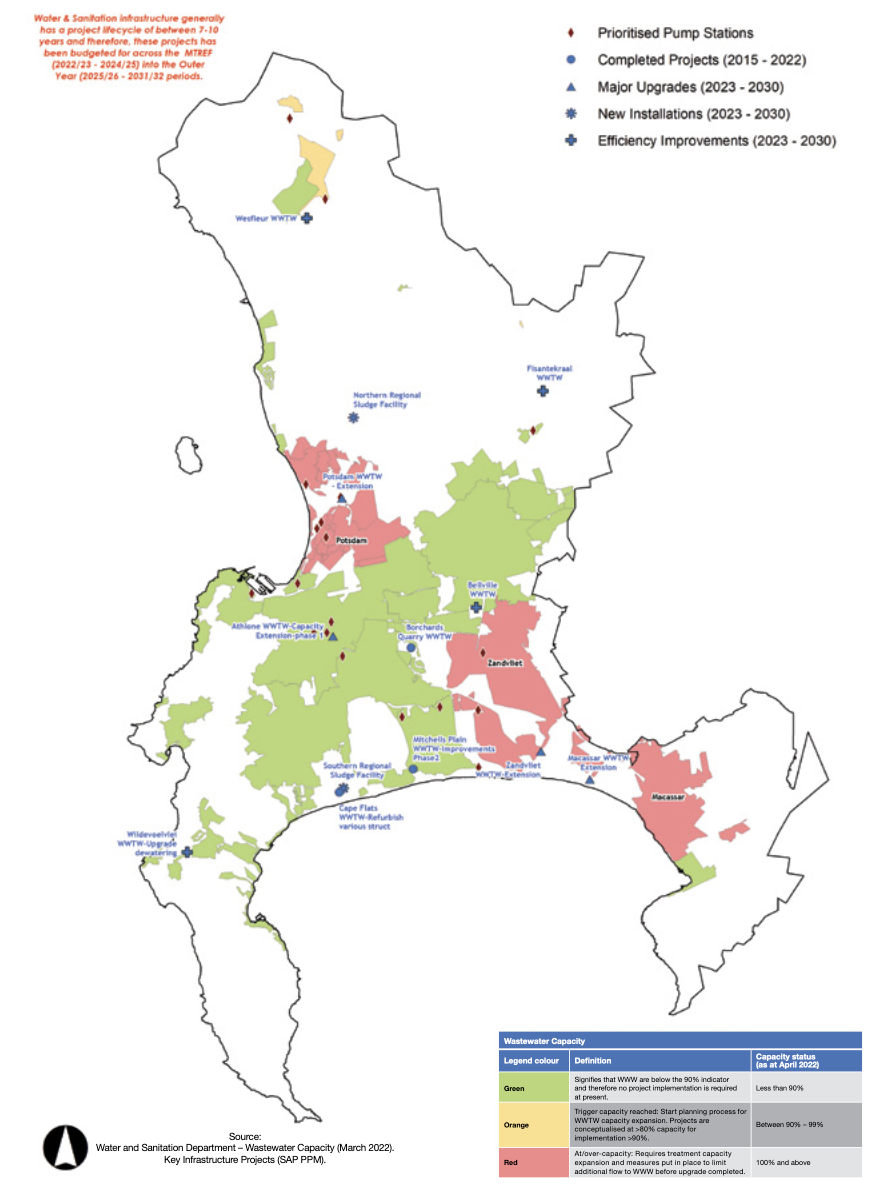 Water & Sanitation infrastructure generally
has a project lifecycle of between 7-10
years and therefore, these projects has
been budgeted for across the MTREF
(2022/23 - 2024/25) into the Outer
Year (2025/26 - 2031/32 periods.
Prioritised Pump Stations
Completed Projects (2015 - 2022)
Major Upgrades (2023 - 2030)
New Installations (2023 - 2030)
Efficiency Improvements (2023 - 2030)
Wesfleur WWTW
Fisantekraal
WWTW
Northern Regional
Sludge Facility
Potsdam WWTW
- Extension
Potsdam
Bellville
WWTW
Athlone WWTW-Capacity
Extension-phase 1
Borchards
Quarry WWTW
Zandvliet
Mitchells Plain
WWTW-Improvements
Phase2
Southern Regional
Sludge Facility
Zandvliet
WWTW-Extension
Macassar WWTW
Extension
Macassar
Cape Flats
WWTW-Refurbish
various struct
Wildevoelvlei
WWTW-Upgrade
dewatering
Wastewater Capacity
Legend colour
Definition
Capacity status
(as at April 2022)
Green
Signifies that WWW are below the 90% indicator
and therefore no project implementation is required
at present.
Less than 90%
Orange
Trigger capacity reached: Start planning process for
WWTW capacity expansion. Projects are
conceptualised at >80% capacity for
implementation >90%.
Between 90% – 99%
Red
At/over-capacity: Requires treatment capacity
expansion and measures put in place to limit
additional flow to WWW before upgrade completed.
100% and above
Source:
Water and Sanitation Department – Wastewater Capacity (March 2022).
Key Infrastructure Projects (SAP PPM).